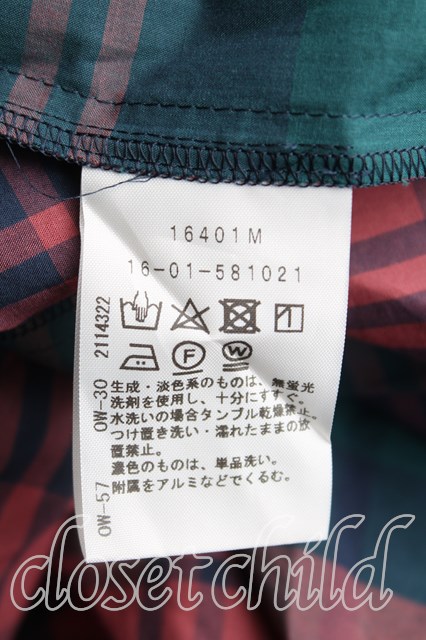 16401M
16-01-581021
OW-30 2114322
生成・淡色系のものは、無蛍光
洗剤を使用し、十分にすすぐ。
水洗いの場合タンブル乾燥禁止。
つけ置き洗い・濡れたままの放
置禁止。
濃色のものは、単品洗い。
OW-57
附属をアルミなどでくるむ。
closetchild